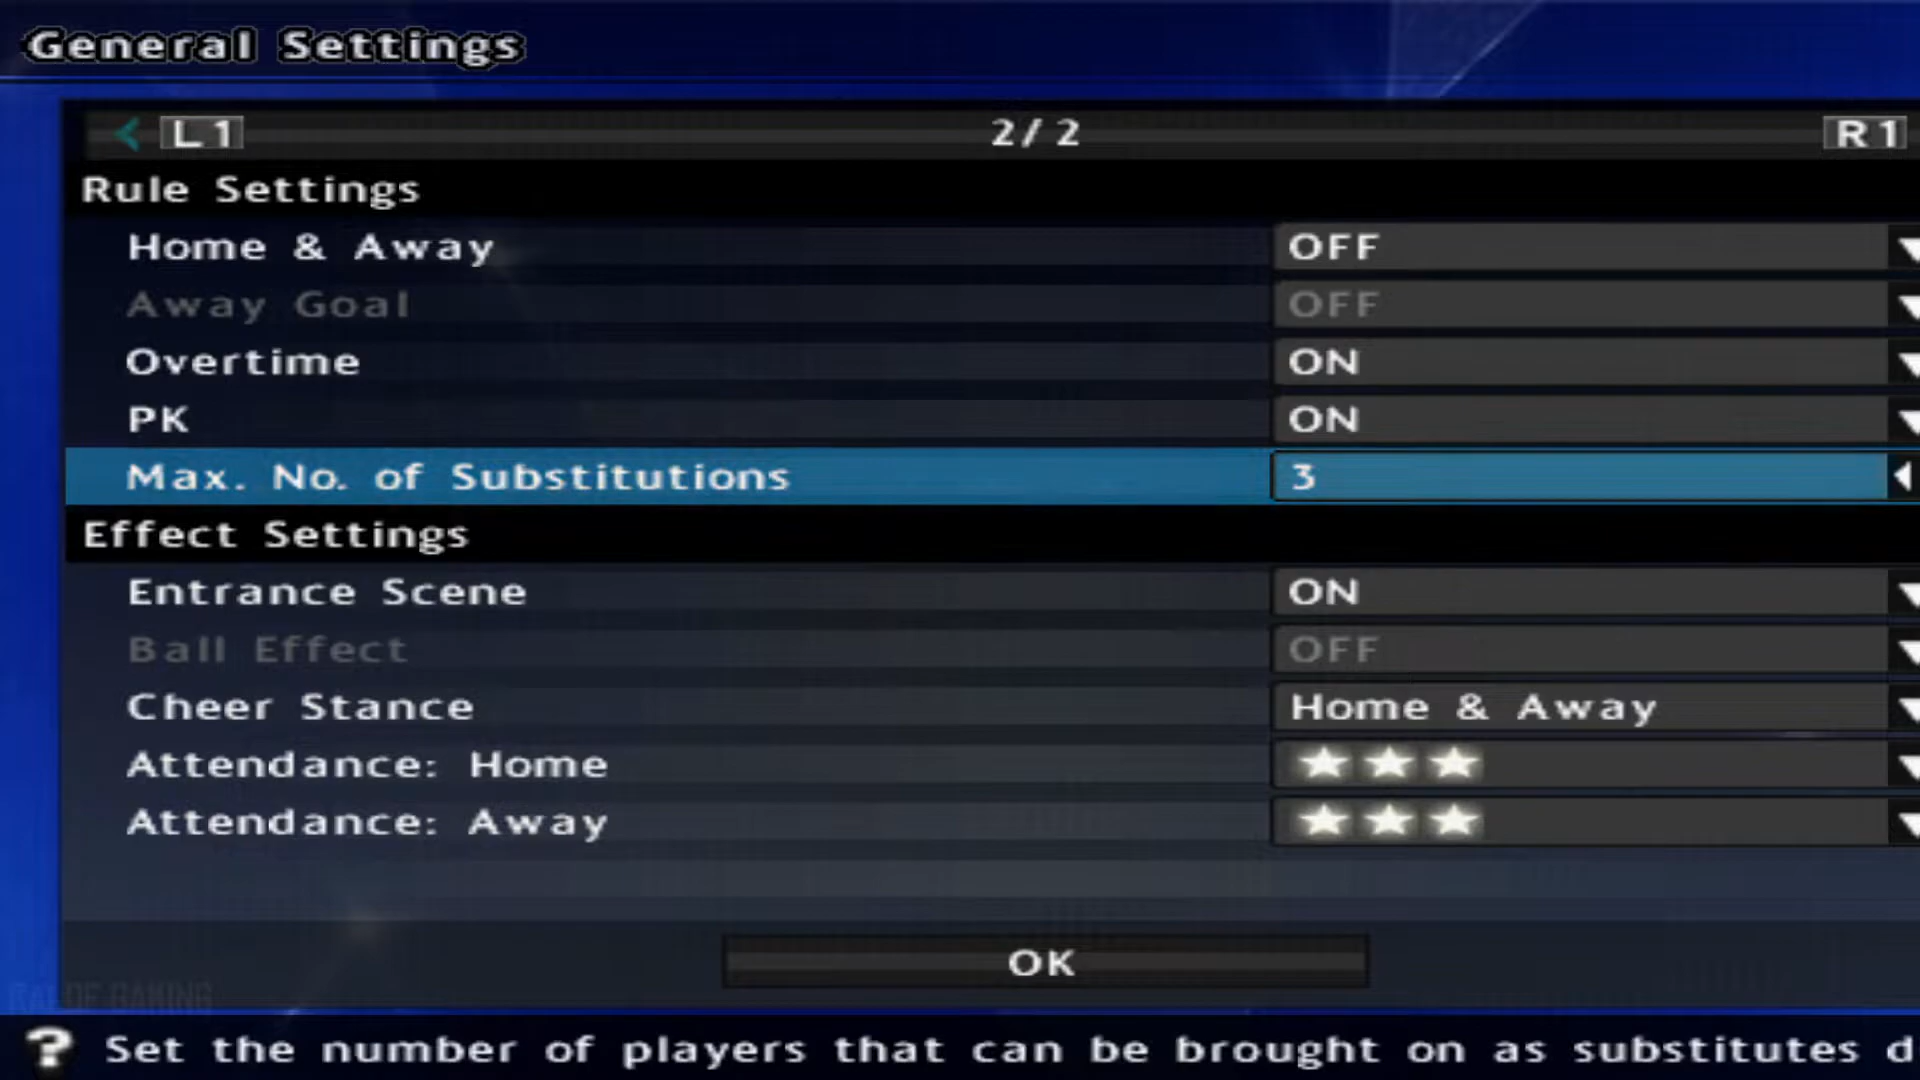 General Settings
L1 2/2 R1
Rule Settings
Home & Away OFF
Away Goal OFF
Overtime ON
PK ON
Max. No. of Substitutions 3
Effect Settings
Entrance Scene ON
Ball Effect OFF
Cheer Stance Home & Away
Attendance: Home ★★★
Attendance: Away ★★★
OK
? Set the number of players that can be brought on as substitutes d